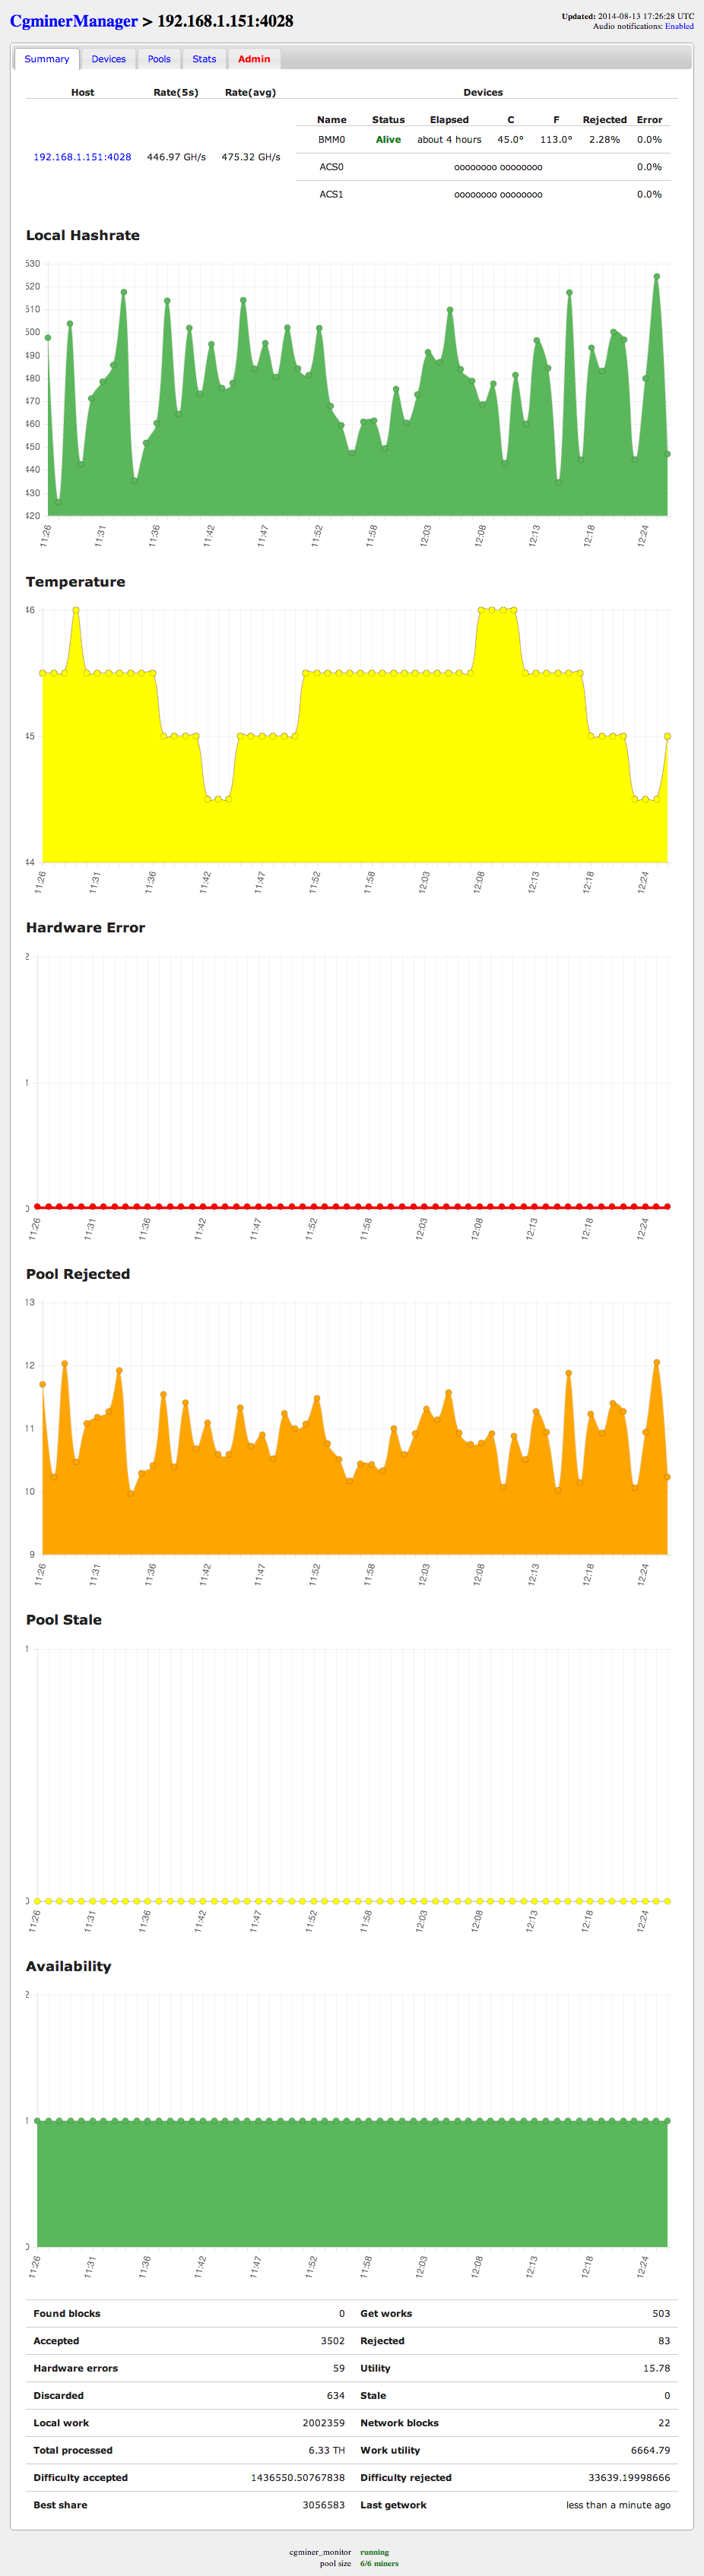 CgminerManager > 192.168.1.151:4028
Updated: 2014-08-13 17:26:28 UTC
Audio notifications: Enabled
Summary Devices Pools Stats Admin
Host Rate(5s) Rate(avg) Devices
Name Status Elapsed C F Rejected Error
BMM0 Alive about 4 hours 45.0° 113.0° 2.28% 0.0%
192.168.1.151:4028 446.97 GH/s 475.32 GH/s
ACS0 oooooooo oooooooo 0.0%
ACS1 oooooooo oooooooo 0.0%
Local Hashrate
530
520
510
500
490
480
470
460
450
440
430
420
11:26 11:31 11:36 11:42 11:47 11:52 11:58 12:03 12:08 12:13 12:18 12:24
Temperature
46
45
44
11:26 11:31 11:36 11:42 11:47 11:52 11:58 12:03 12:08 12:13 12:18 12:24
Hardware Error
2
1
0
11:26 11:31 11:36 11:42 11:47 11:52 11:58 12:03 12:08 12:13 12:18 12:24
Pool Rejected
13
12
11
10
9
11:26 11:31 11:36 11:42 11:47 11:52 11:58 12:03 12:08 12:13 12:18 12:24
Pool Stale
1
0
11:26 11:31 11:36 11:42 11:47 11:52 11:58 12:03 12:08 12:13 12:18 12:24
Availability
2
1
0
11:26 11:31 11:36 11:42 11:47 11:52 11:58 12:03 12:08 12:13 12:18 12:24
Found blocks 0 Get works 503
Accepted 3502 Rejected 83
Hardware errors 59 Utility 15.78
Discarded 634 Stale 0
Local work 2002359 Network blocks 22
Total processed 6.33 TH Work utility 6664.79
Difficulty accepted 1436550.50767838 Difficulty rejected 33639.19998666
Best share 3056583 Last getwork less than a minute ago
cgminer_monitor running
pool size 6/6 miners